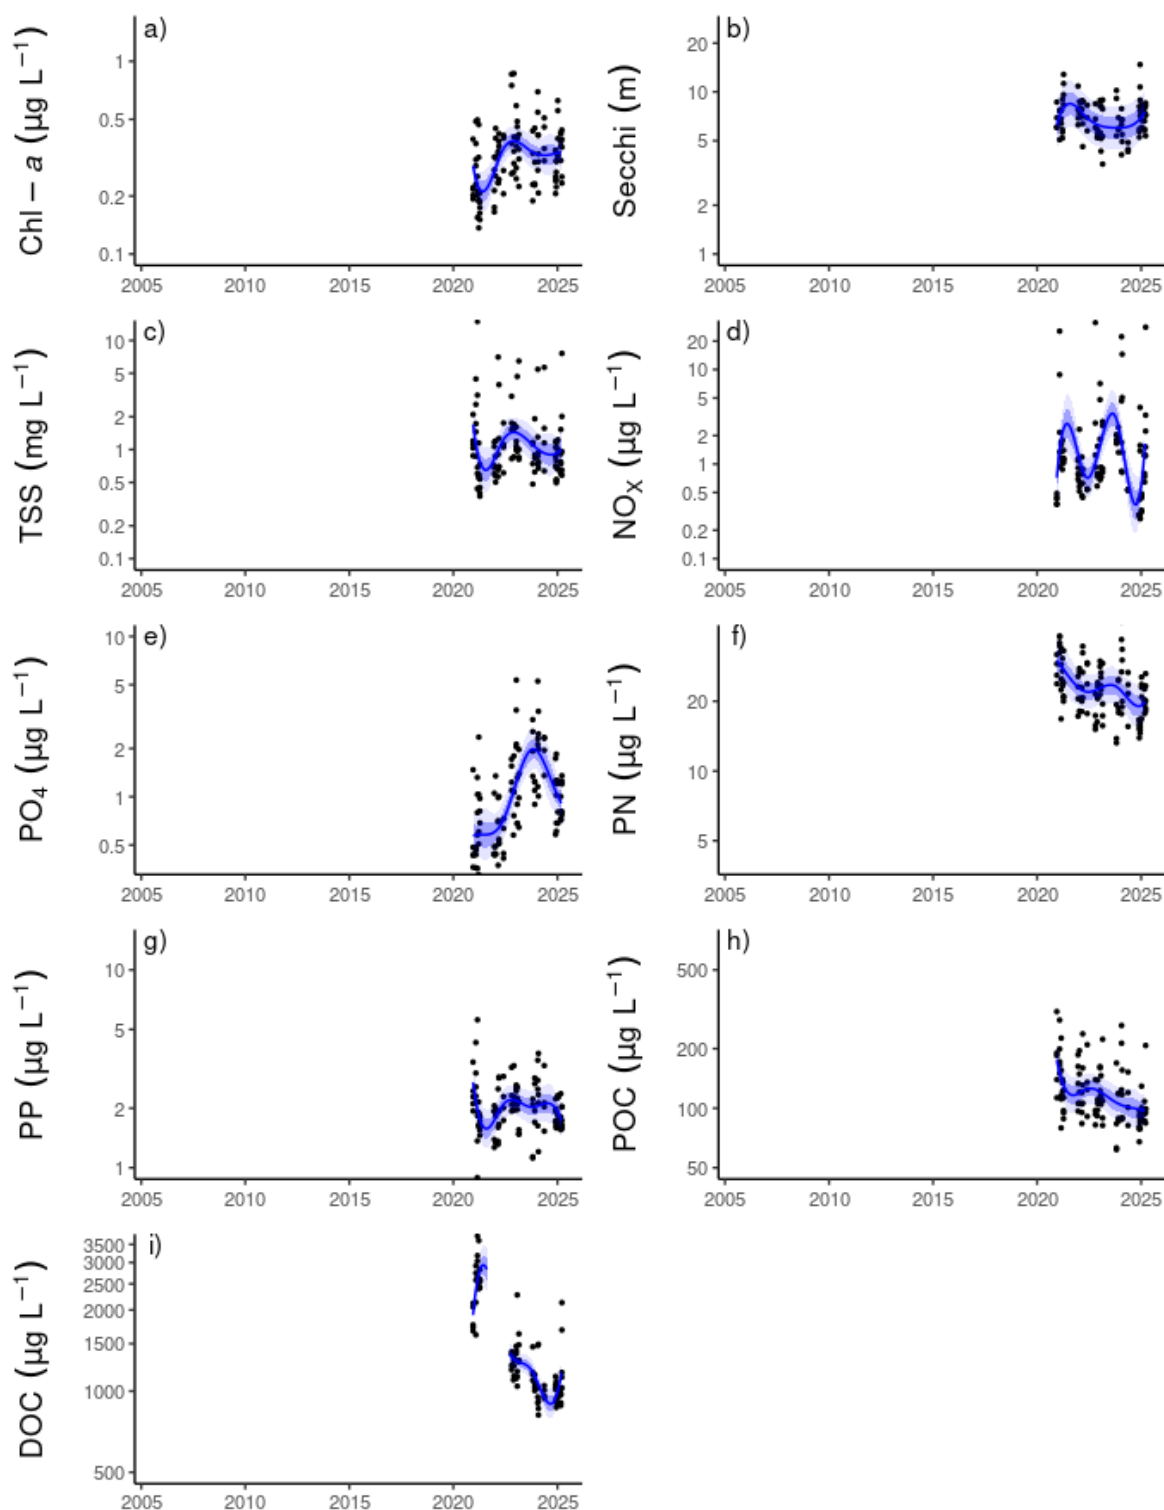 a)
Chl − a (µg L⁻¹)
1
0.5
0.2
0.1
2005 2010 2015 2020 2025
b)
Secchi (m)
20
10
5
2
1
2005 2010 2015 2020 2025
c)
TSS (mg L⁻¹)
10
5
2
1
0.5
0.2
0.1
2005 2010 2015 2020 2025
d)
NOX (µg L⁻¹)
20
10
5
2
1
0.5
0.2
0.1
2005 2010 2015 2020 2025
e)
PO₄ (µg L⁻¹)
10
5
2
1
0.5
2005 2010 2015 2020 2025
f)
PN (µg L⁻¹)
20
10
5
2005 2010 2015 2020 2025
g)
PP (µg L⁻¹)
10
5
2
1
2005 2010 2015 2020 2025
h)
POC (µg L⁻¹)
500
200
100
50
2005 2010 2015 2020 2025
i)
DOC (µg L⁻¹)
3500
3000
2500
2000
1500
1000
500
2005 2010 2015 2020 2025